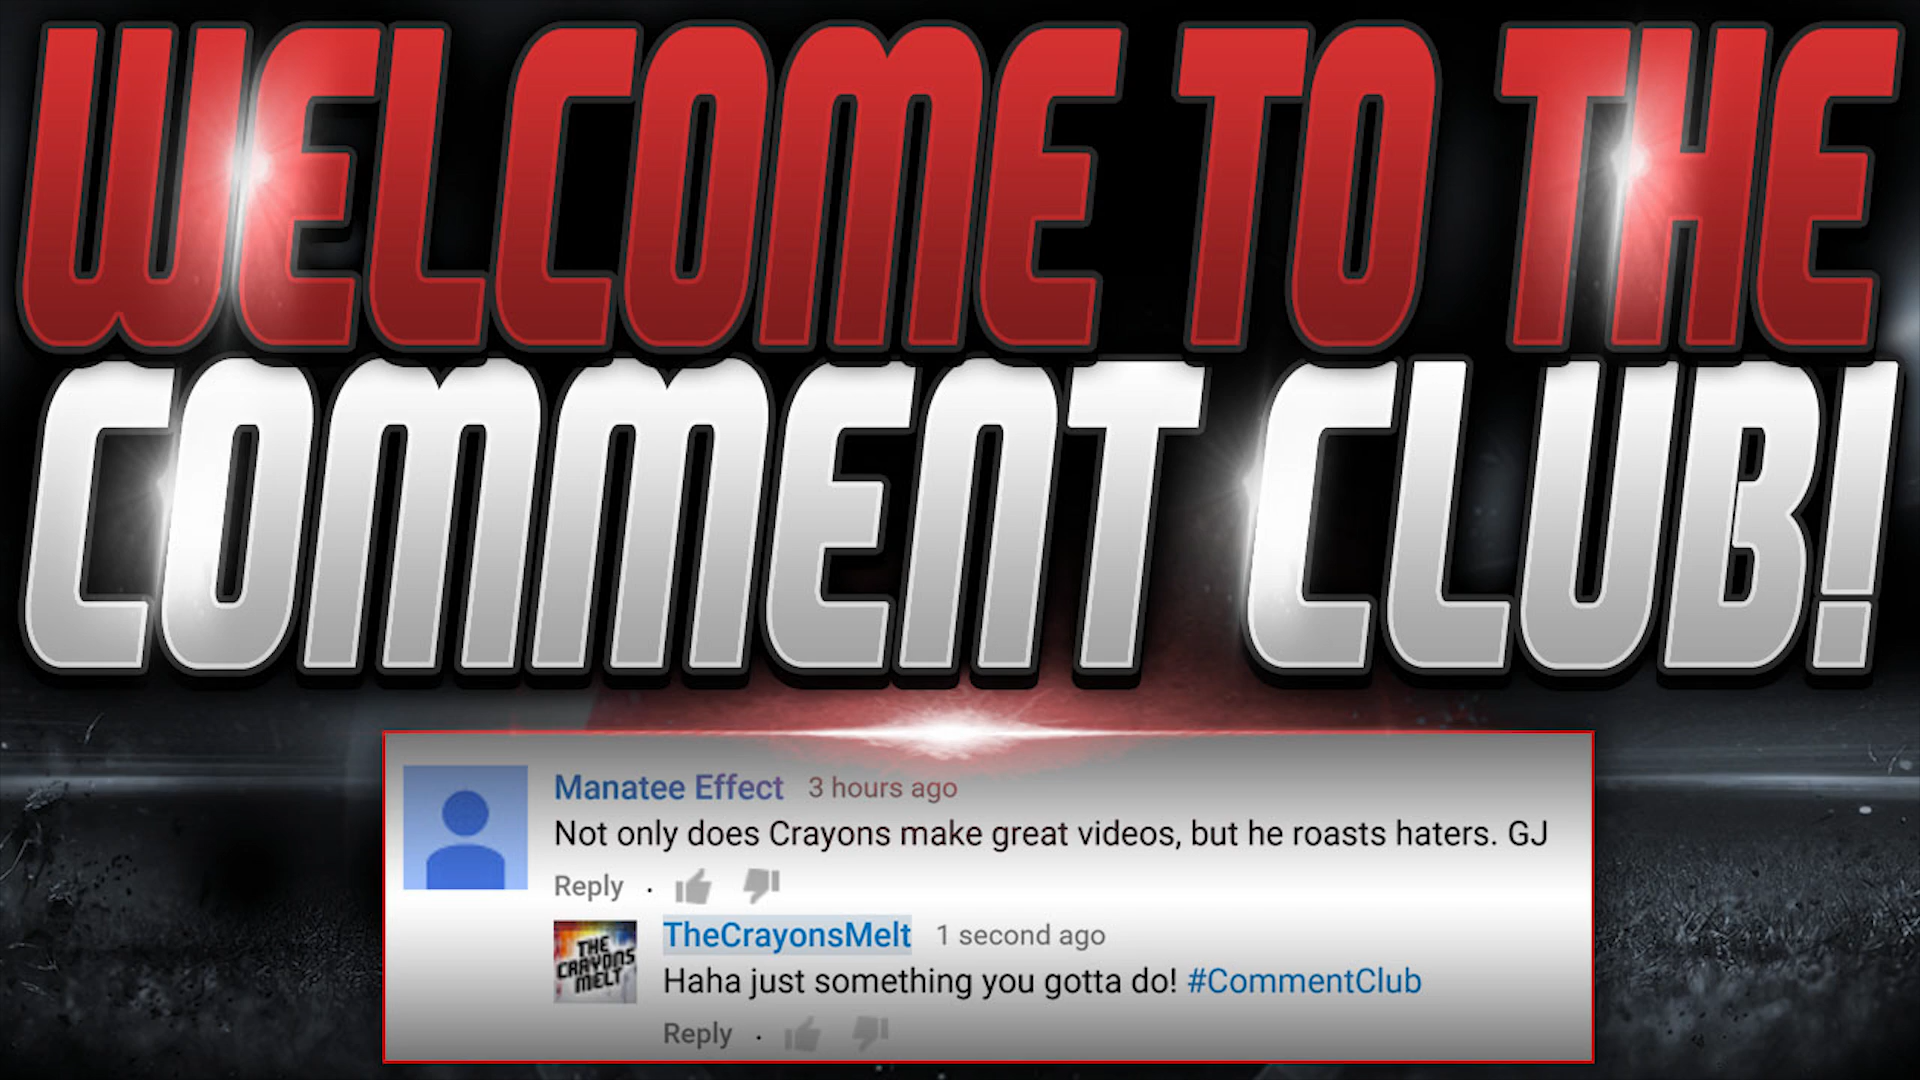 WELCOME TO THE
COMMENT CLUB!
Manatee Effect 3 hours ago
Not only does Crayons make great videos, but he roasts haters. GJ
Reply ·
THE
CRAYONS
MELT
TheCrayonsMelt 1 second ago
Haha just something you gotta do! #CommentClub
Reply ·